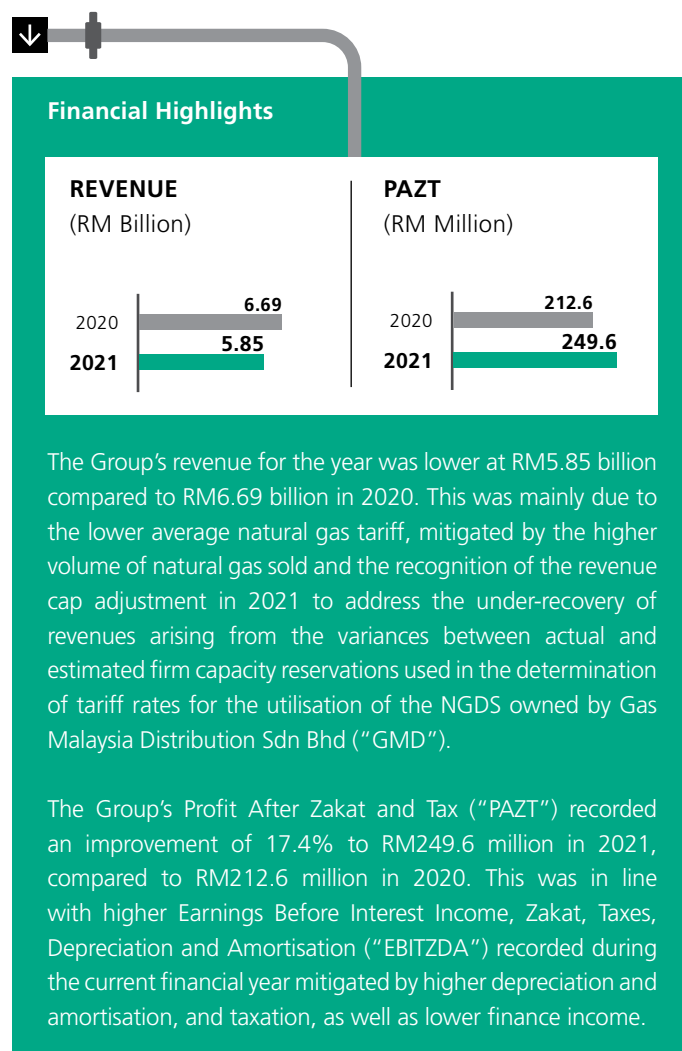 Financial Highlights
REVENUE
(RM Billion)
2020
6.69
2021
5.85
PAZT
(RM Million)
2020
212.6
2021
249.6
The Group’s revenue for the year was lower at RM5.85 billion
compared to RM6.69 billion in 2020. This was mainly due to
the lower average natural gas tariff, mitigated by the higher
volume of natural gas sold and the recognition of the revenue
cap adjustment in 2021 to address the under-recovery of
revenues arising from the variances between actual and
estimated firm capacity reservations used in the determination
of tariff rates for the utilisation of the NGDS owned by Gas
Malaysia Distribution Sdn Bhd (“GMD”).
The Group’s Profit After Zakat and Tax (“PAZT”) recorded
an improvement of 17.4% to RM249.6 million in 2021,
compared to RM212.6 million in 2020. This was in line
with higher Earnings Before Interest Income, Zakat, Taxes,
Depreciation and Amortisation (“EBITZDA”) recorded during
the current financial year mitigated by higher depreciation and
amortisation, and taxation, as well as lower finance income.